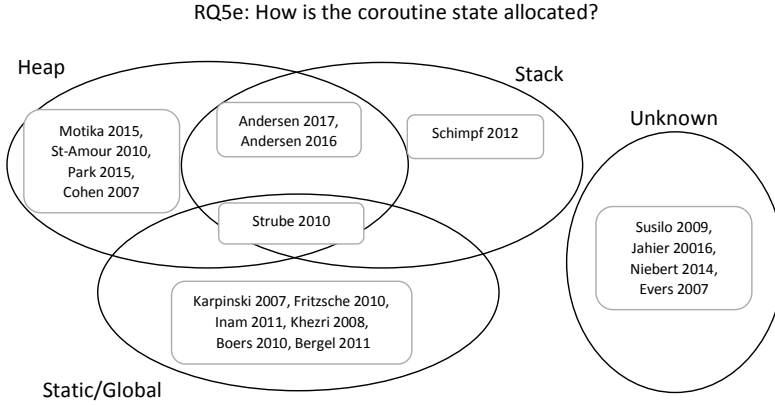 RQ5e: How is the coroutine state allocated?
Heap
Stack
Unknown
Motika 2015,
St-Amour 2010,
Park 2015,
Cohen 2007
Andersen 2017,
Andersen 2016
Schimpf 2012
Strube 2010
Susilo 2009,
Jahier 20016,
Niebert 2014,
Evers 2007
Karpinski 2007, Fritzsche 2010,
Inam 2011, Khezri 2008,
Boers 2010, Bergel 2011
Static/Global